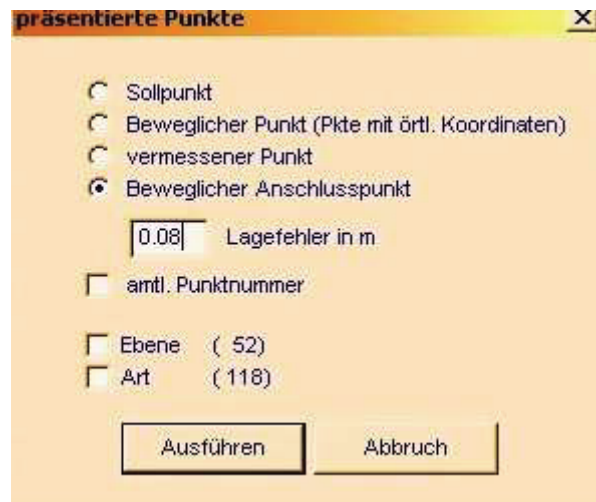 präsentierte Punkte
Sollpunkt
Beweglicher Punkt (Pkte mit örtl. Koordinaten)
vermessener Punkt
Beweglicher Anschlusspunkt
0.08 Lagefehler in m
amtl. Punktnummer
Ebene ( 52)
Art (118)
Ausführen Abbruch